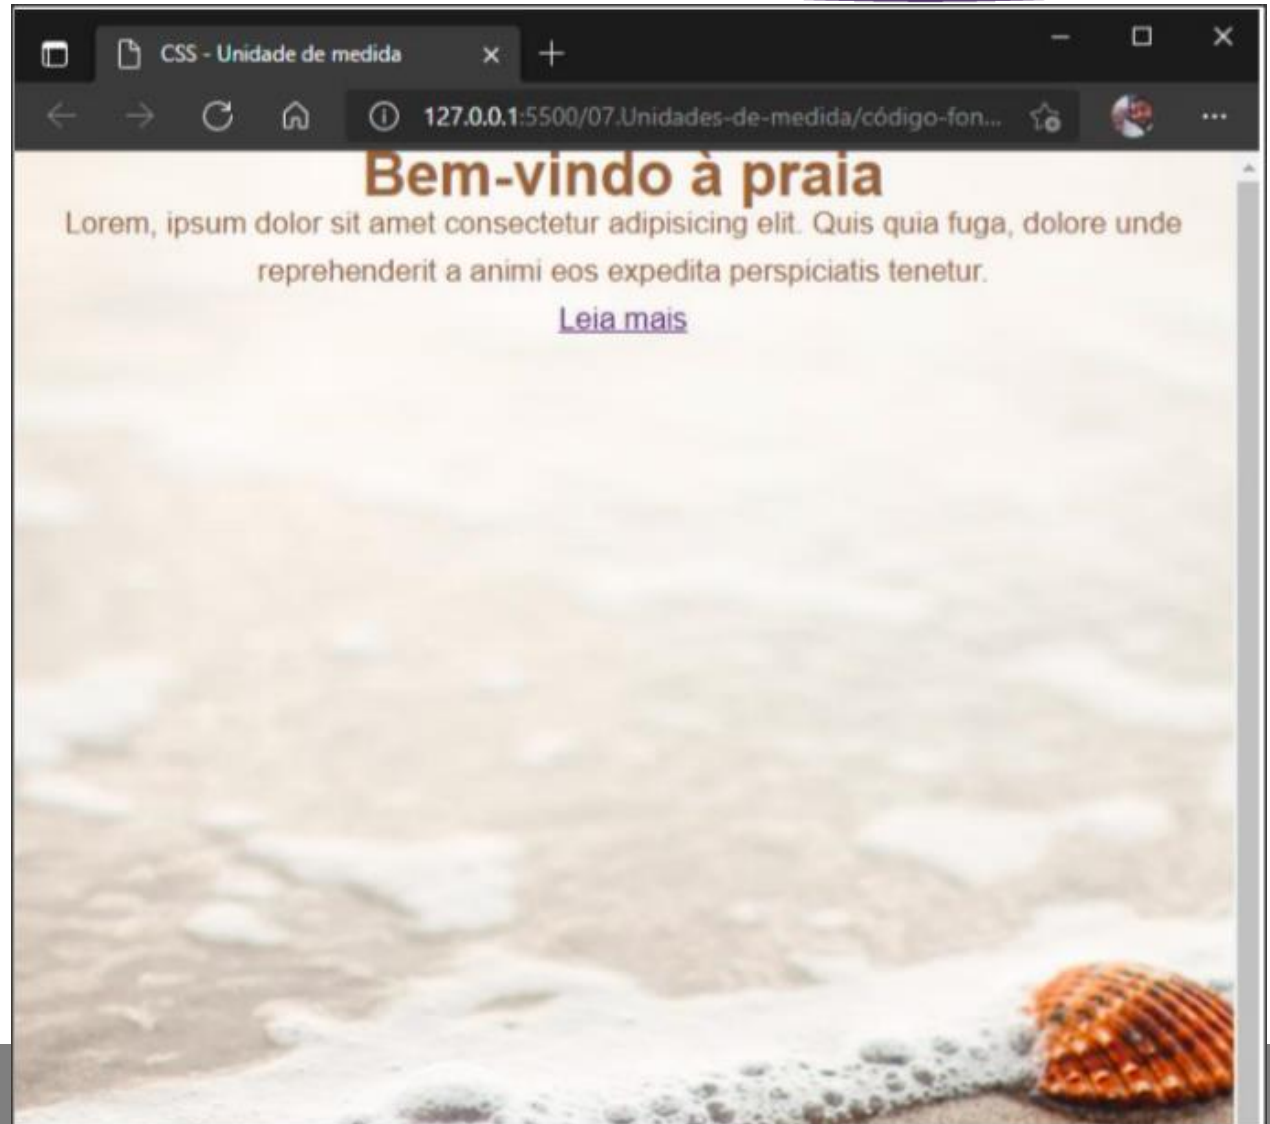 CSS - Unidade de medida
127.0.0.1:5500/07.Unidades-de-medida/código-fon...
Bem-vindo à praia
Lorem, ipsum dolor sit amet consectetur adipisicing elit. Quis quia fuga, dolore unde
reprehenderit a animi eos expedita perspiciatis tenetur.
Leia mais